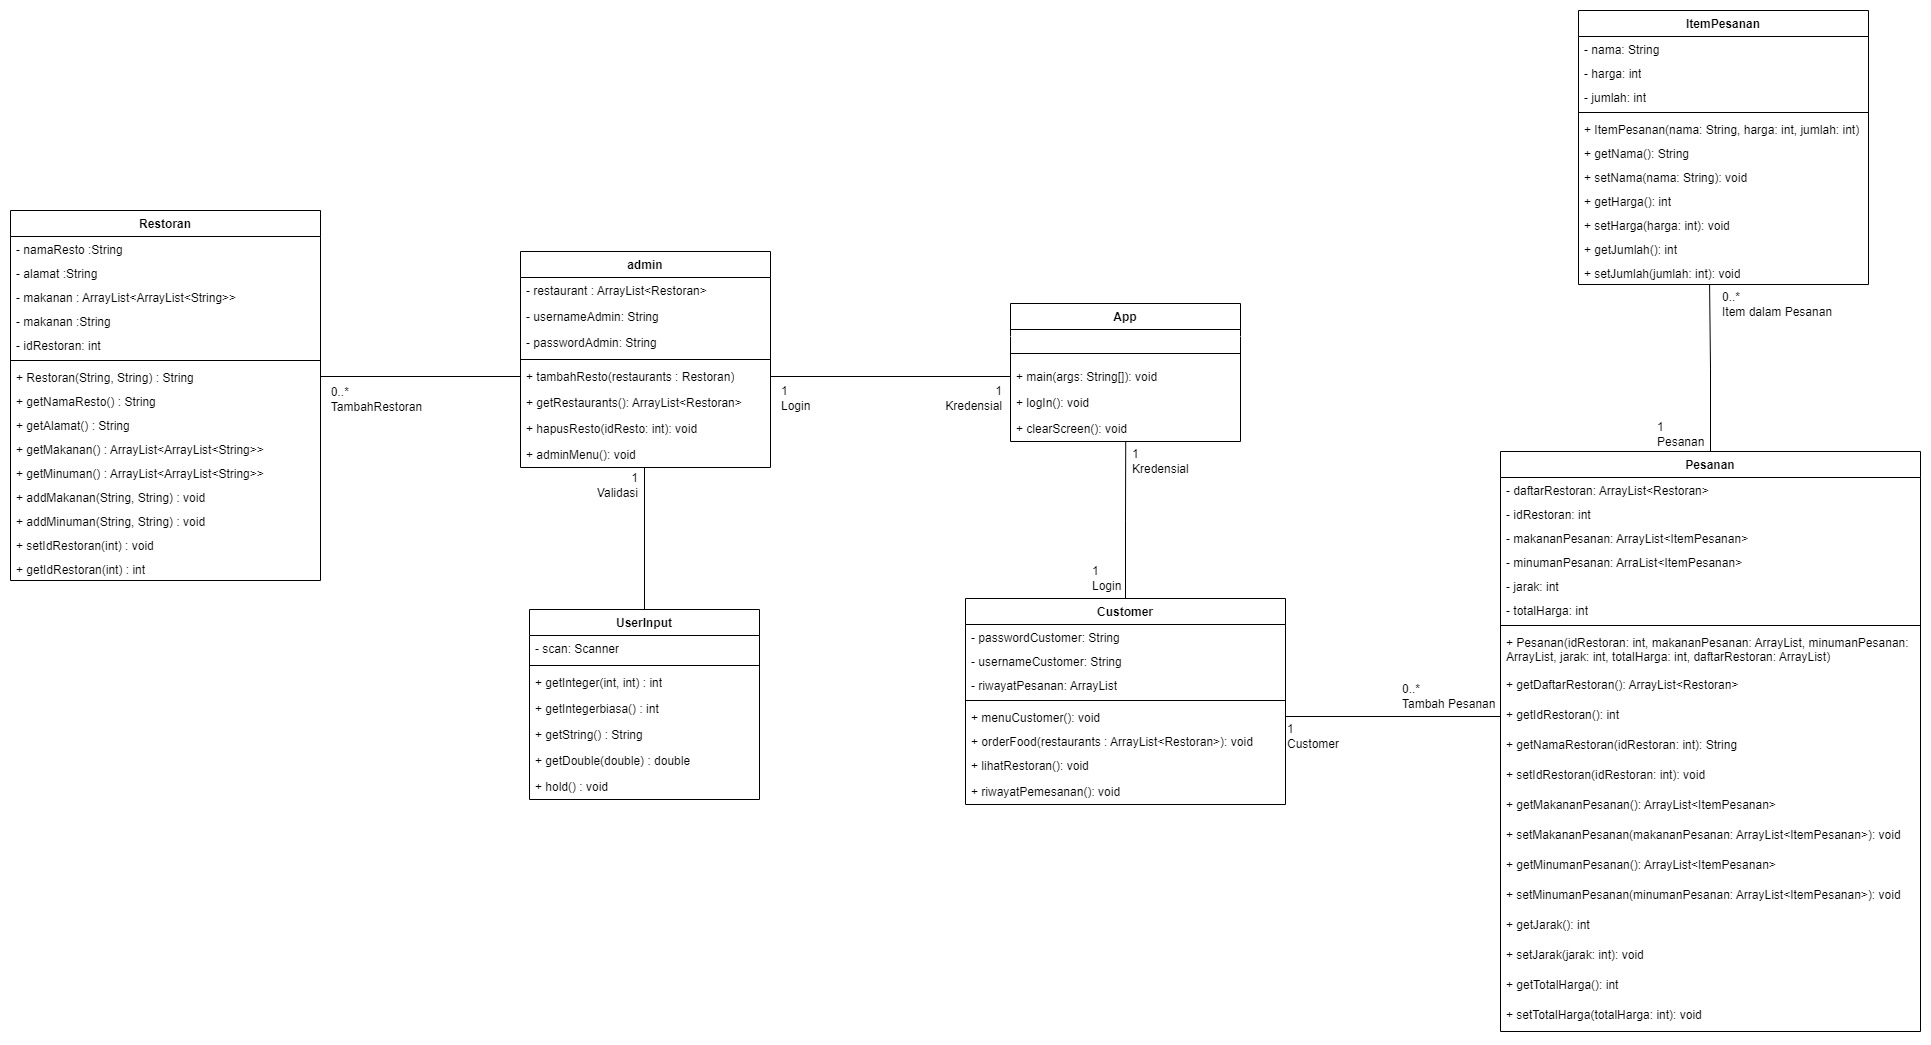 Restoran
- namaResto :String
- alamat :String
- makanan : ArrayList<ArrayList<String>>
- makanan :String
- idRestoran: int
+ Restoran(String, String) : String
+ getNamaResto() : String
+ getAlamat() : String
+ getMakanan() : ArrayList<ArrayList<String>>
+ getMinuman() : ArrayList<ArrayList<String>>
+ addMakanan(String, String) : void
+ addMinuman(String, String) : void
+ setIdRestoran(int) : void
+ getIdRestoran(int) : int
0..*
TambahRestoran
admin
- restaurant : ArrayList<Restoran>
- usernameAdmin: String
- passwordAdmin: String
+ tambahResto(restaurants : Restoran)
+ getRestaurants(): ArrayList<Restoran>
+ hapusResto(idResto: int): void
+ adminMenu(): void
1
Validasi
UserInput
- scan: Scanner
+ getInteger(int, int) : int
+ getIntegerbiasa() : int
+ getString() : String
+ getDouble(double) : double
+ hold() : void
1
Login
1
Kredensial
App
+ main(args: String[]): void
+ logIn(): void
+ clearScreen(): void
1
Kredensial
1
Login
Customer
- passwordCustomer: String
- usernameCustomer: String
- riwayatPesanan: ArrayList
+ menuCustomer(): void
+ orderFood(restaurants : ArrayList<Restoran>): void
+ lihatRestoran(): void
+ riwayatPemesanan(): void
1
Customer
0..*
Tambah Pesanan
ItemPesanan
- nama: String
- harga: int
- jumlah: int
+ ItemPesanan(nama: String, harga: int, jumlah: int)
+ getNama(): String
+ setNama(nama: String): void
+ getHarga(): int
+ setHarga(harga: int): void
+ getJumlah(): int
+ setJumlah(jumlah: int): void
0..*
Item dalam Pesanan
1
Pesanan
Pesanan
- daftarRestoran: ArrayList<Restoran>
- idRestoran: int
- makananPesanan: ArrayList<ItemPesanan>
- minumanPesanan: ArraList<ItemPesanan>
- jarak: int
- totalHarga: int
+ Pesanan(idRestoran: int, makananPesanan: ArrayList, minumanPesanan:
ArrayList, jarak: int, totalHarga: int, daftarRestoran: ArrayList)
+ getDaftarRestoran(): ArrayList<Restoran>
+ getIdRestoran(): int
+ getNamaRestoran(idRestoran: int): String
+ setIdRestoran(idRestoran: int): void
+ getMakananPesanan(): ArrayList<ItemPesanan>
+ setMakananPesanan(makananPesanan: ArrayList<ItemPesanan>): void
+ getMinumanPesanan(): ArrayList<ItemPesanan>
+ setMinumanPesanan(minumanPesanan: ArrayList<ItemPesanan>): void
+ getJarak(): int
+ setJarak(jarak: int): void
+ getTotalHarga(): int
+ setTotalHarga(totalHarga: int): void